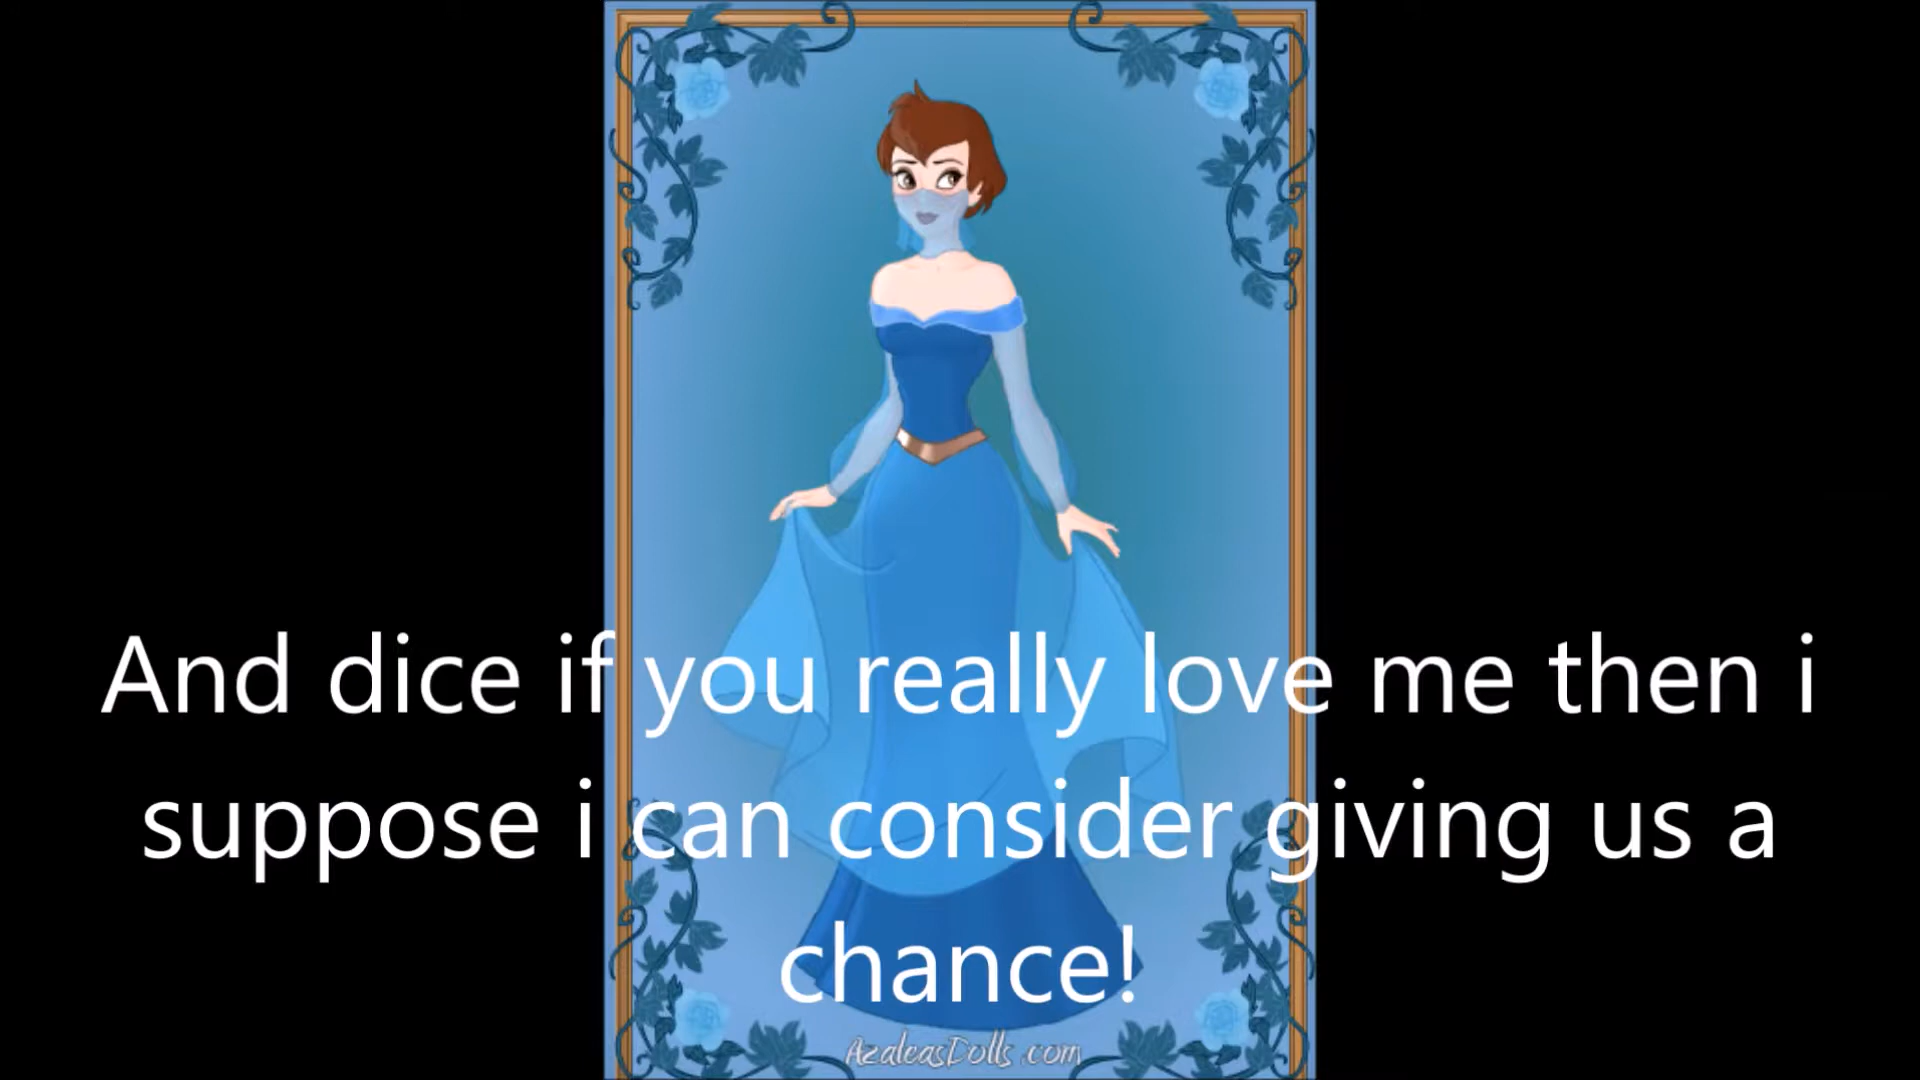 And dice if you really love me then i
suppose i can consider giving us a
chance!
AzaleasDolls.com